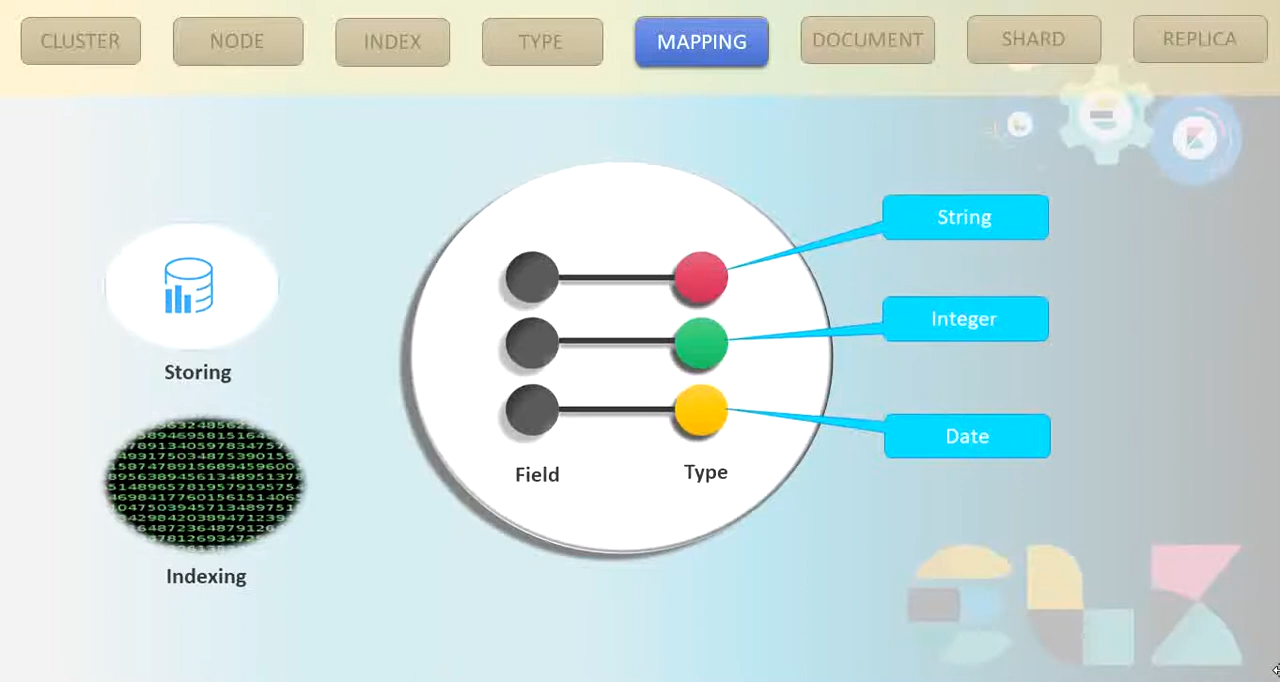 CLUSTER
NODE
INDEX
TYPE
MAPPING
DOCUMENT
SHARD
REPLICA
String
Integer
Storing
Date
Field
Type
Indexing